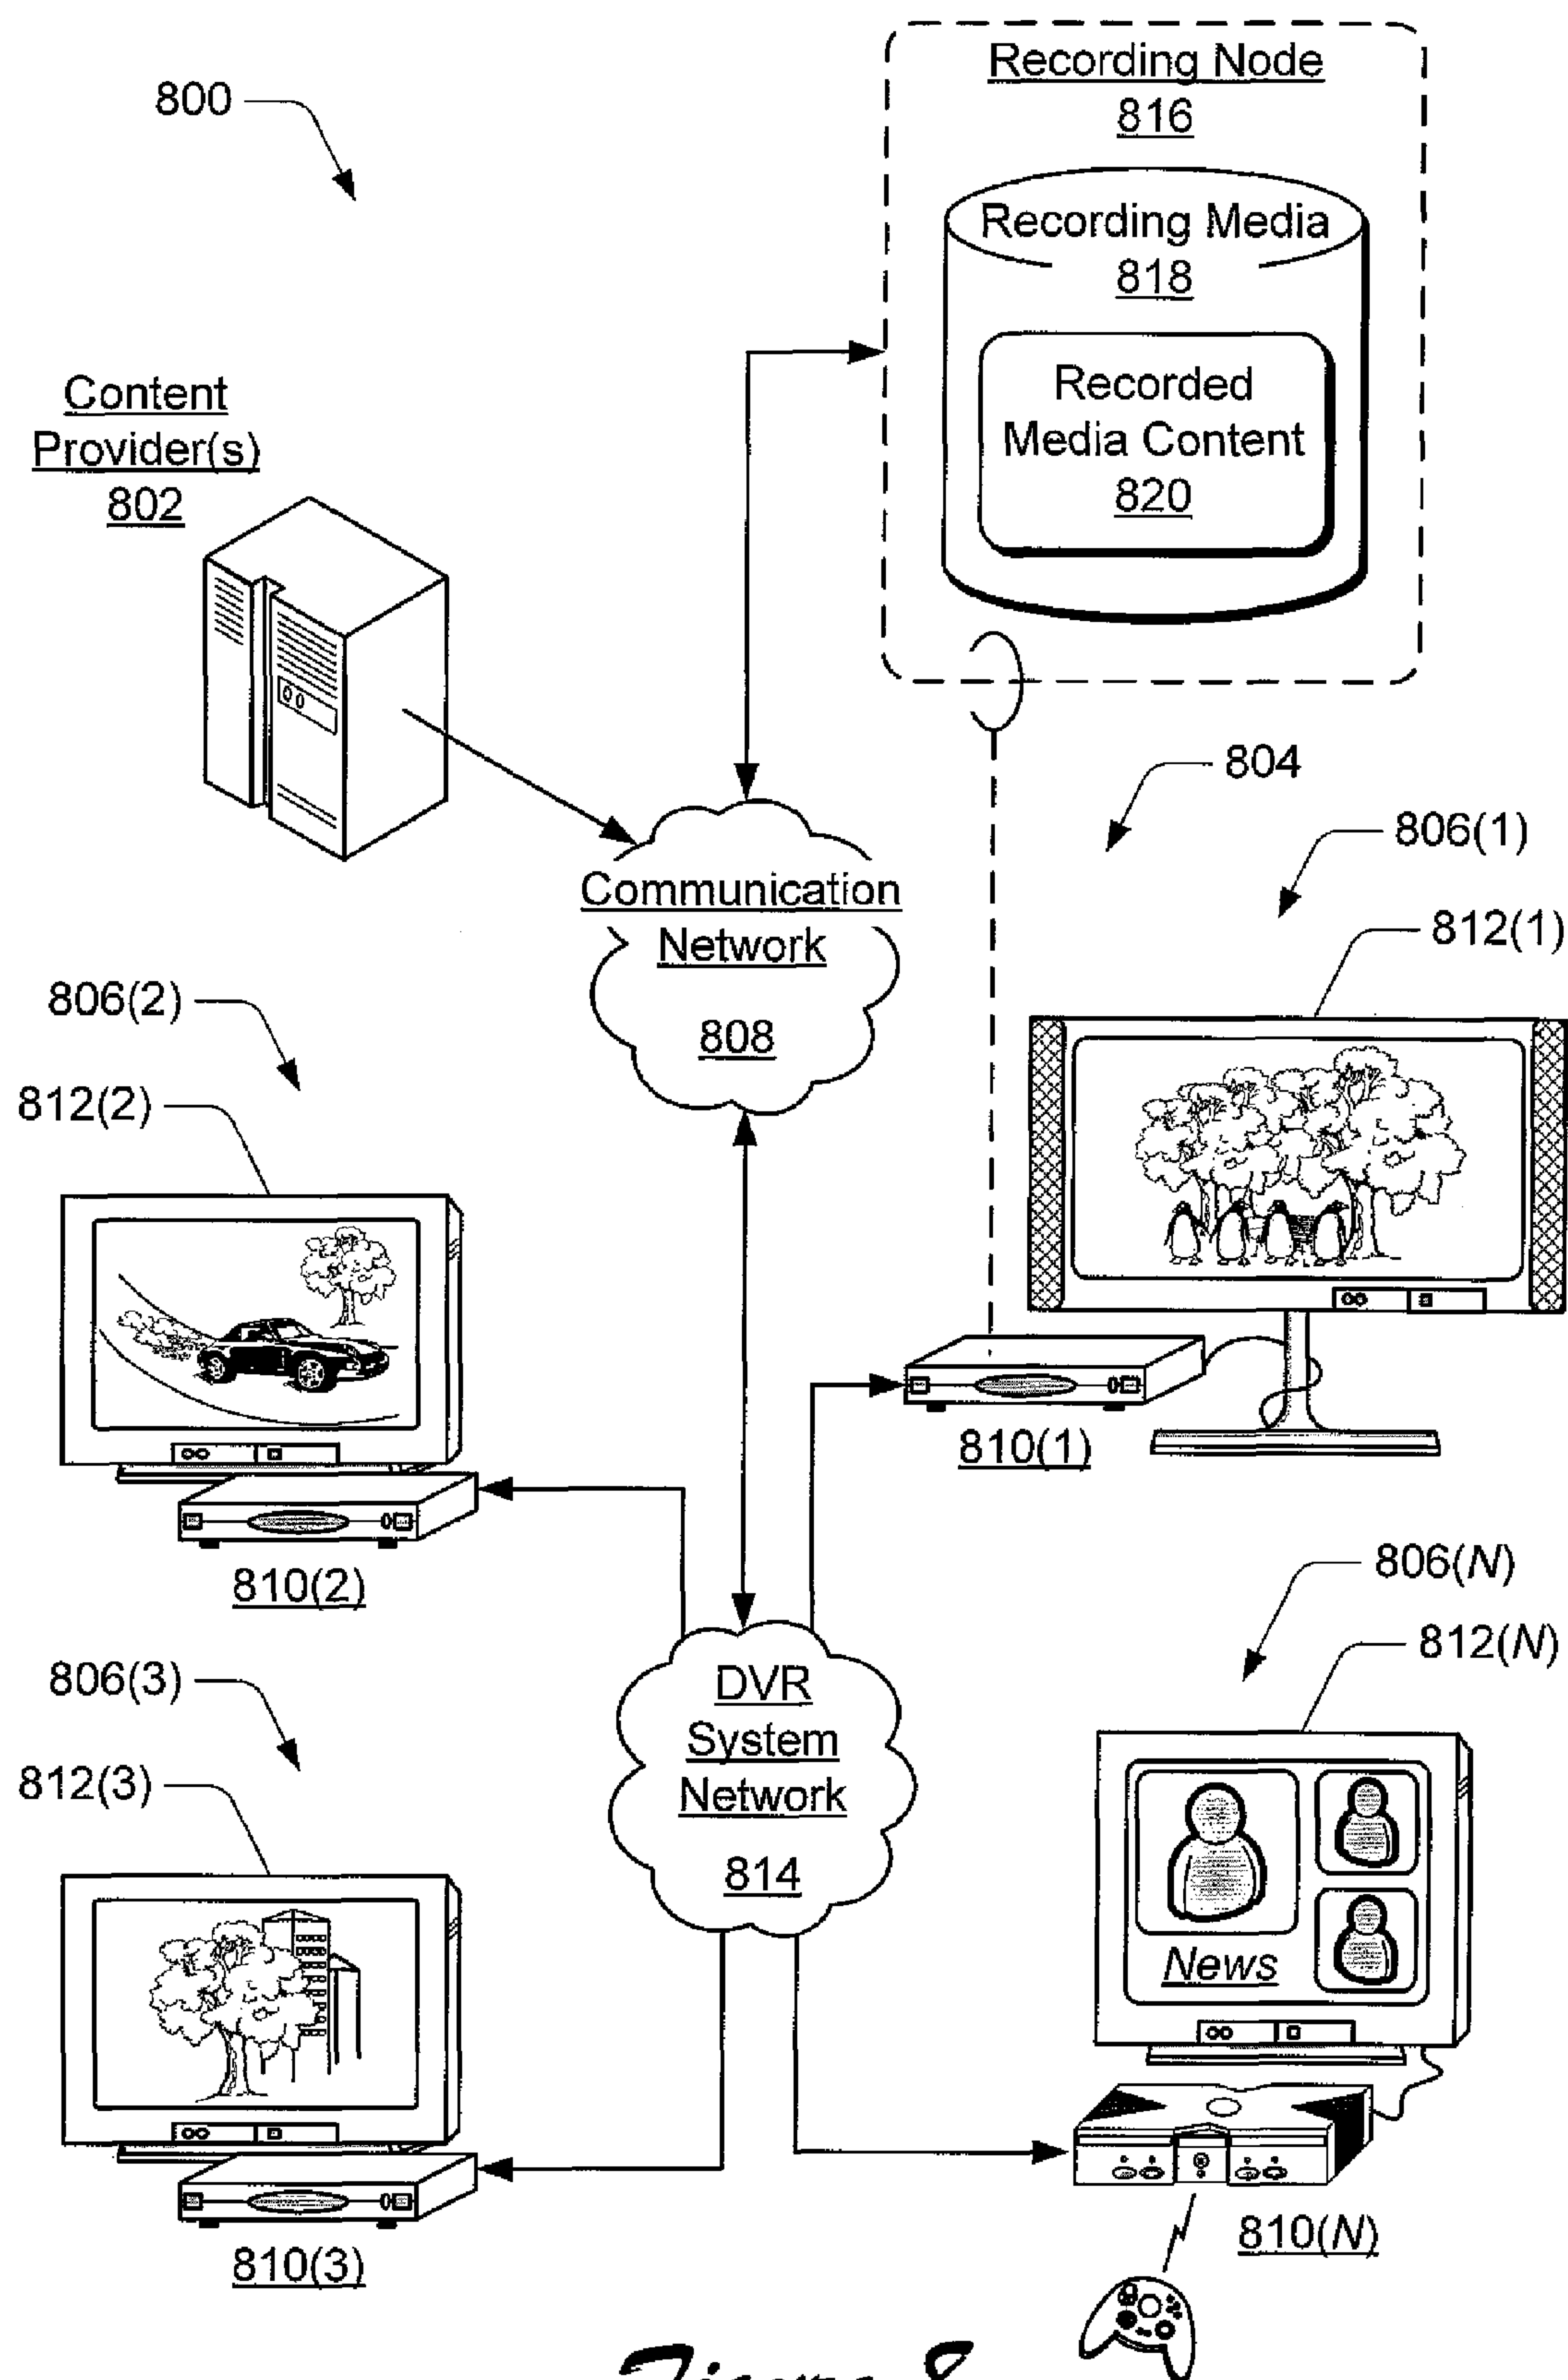 800
Recording Node
816
Recording Media
818
Recorded
Media Content
820
Content
Provider(s)
802
804
806(1)
812(1)
Communication
Network
808
806(2)
812(2)
810(1)
810(2)
806(N)
812(N)
DVR
System
Network
814
806(3)
812(3)
News
810(N)
810(3)
Figure 8